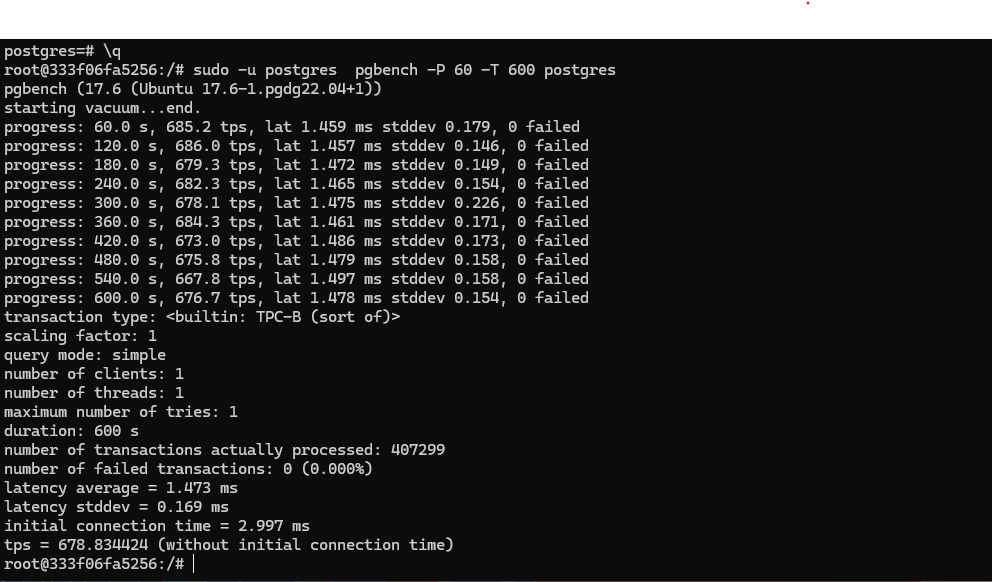 postgres=# \q
root@333f06fa5256:/# sudo -u postgres  pgbench -P 60 -T 600 postgres
pgbench (17.6 (Ubuntu 17.6-1.pgdg22.04+1))
starting vacuum...end.
progress: 60.0 s, 685.2 tps, lat 1.459 ms stddev 0.179, 0 failed
progress: 120.0 s, 686.0 tps, lat 1.457 ms stddev 0.146, 0 failed
progress: 180.0 s, 679.3 tps, lat 1.472 ms stddev 0.149, 0 failed
progress: 240.0 s, 682.3 tps, lat 1.465 ms stddev 0.154, 0 failed
progress: 300.0 s, 678.1 tps, lat 1.475 ms stddev 0.226, 0 failed
progress: 360.0 s, 684.3 tps, lat 1.461 ms stddev 0.171, 0 failed
progress: 420.0 s, 673.0 tps, lat 1.486 ms stddev 0.173, 0 failed
progress: 480.0 s, 675.8 tps, lat 1.479 ms stddev 0.158, 0 failed
progress: 540.0 s, 667.8 tps, lat 1.497 ms stddev 0.158, 0 failed
progress: 600.0 s, 676.7 tps, lat 1.478 ms stddev 0.154, 0 failed
transaction type: <builtin: TPC-B (sort of)>
scaling factor: 1
query mode: simple
number of clients: 1
number of threads: 1
maximum number of tries: 1
duration: 600 s
number of transactions actually processed: 407299
number of failed transactions: 0 (0.000%)
latency average = 1.473 ms
latency stddev = 0.169 ms
initial connection time = 2.997 ms
tps = 678.834424 (without initial connection time)
root@333f06fa5256:/#